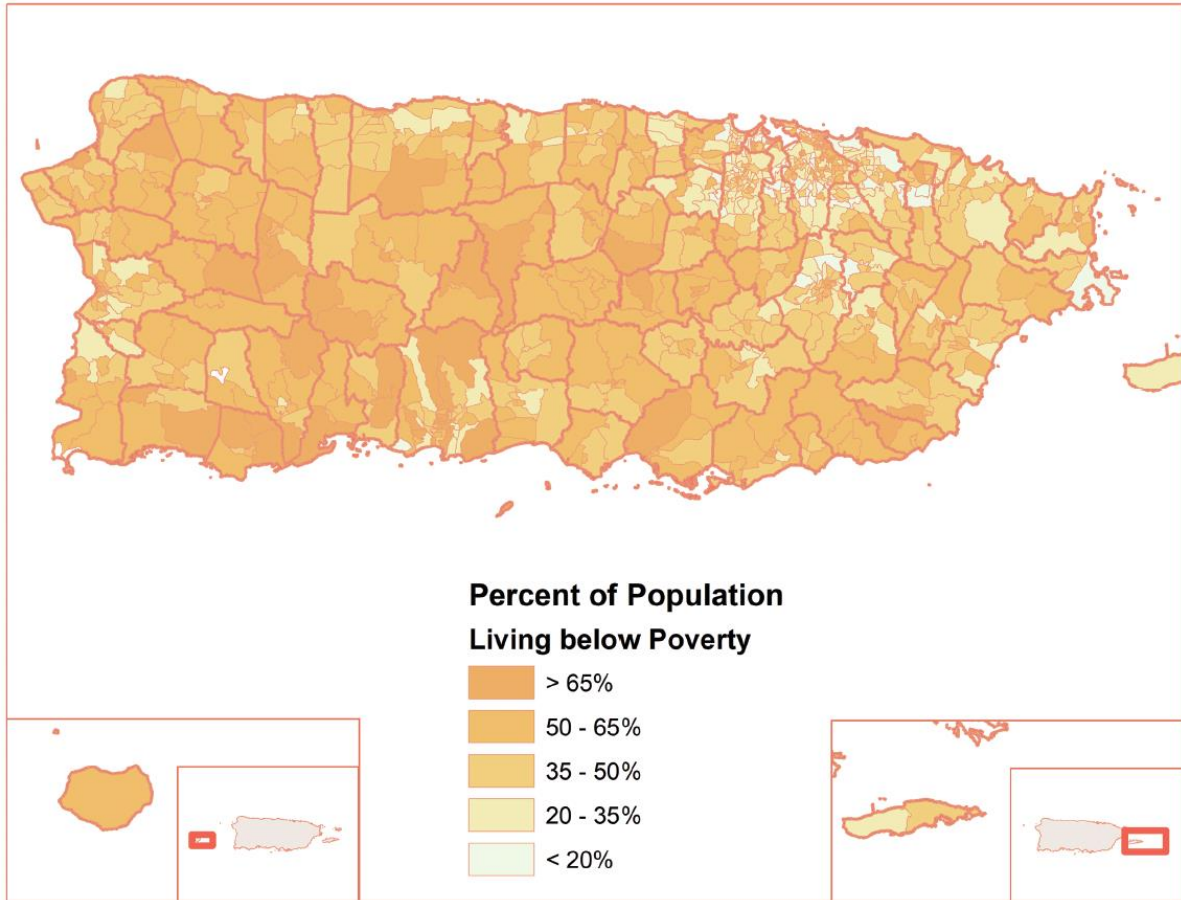 Percent of Population
Living below Poverty
> 65%
50 - 65%
35 - 50%
20 - 35%
< 20%